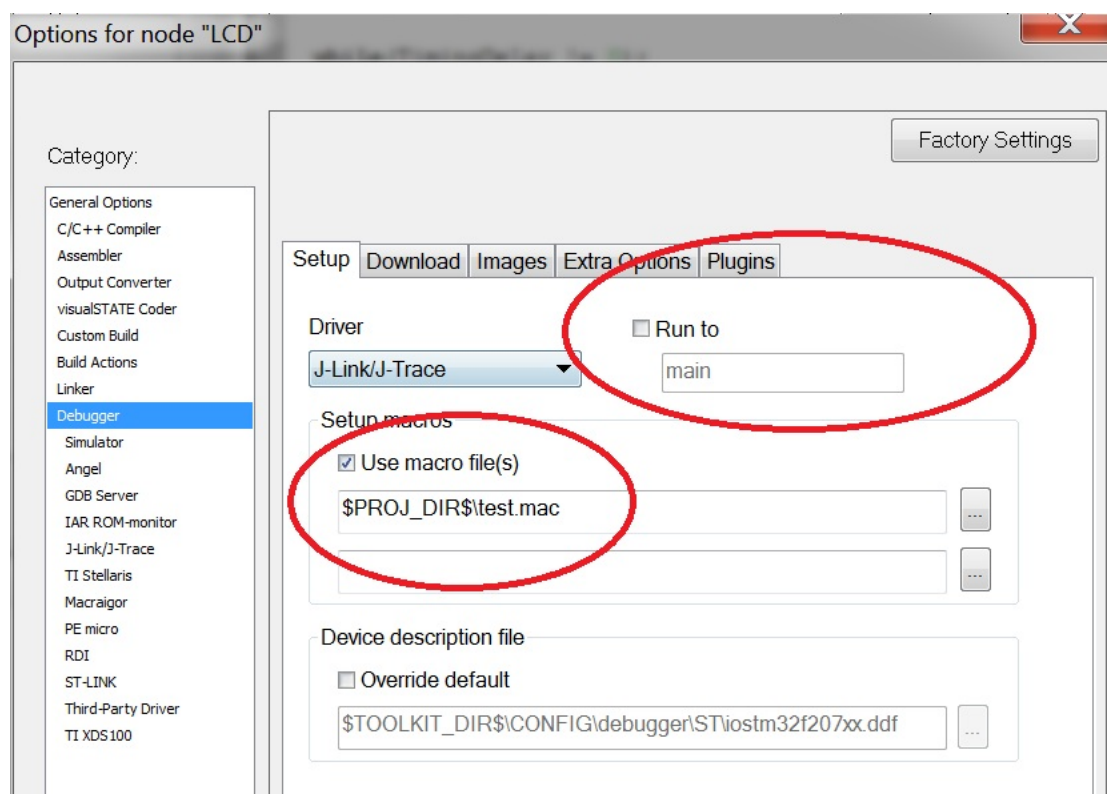 Options for node "LCD"
Factory Settings
Category:
General Options
C/C++ Compiler
Assembler
Output Converter
visualSTATE Coder
Custom Build
Build Actions
Linker
Debugger
Simulator
Angel
GDB Server
IAR ROM-monitor
J-Link/J-Trace
TI Stellaris
Macraigor
PE micro
RDI
ST-LINK
Third-Party Driver
TI XDS100
Setup Download Images Extra Options Plugins
Driver
J-Link/J-Trace
Run to
main
Setup macros
Use macro file(s)
$PROJ_DIR$\test.mac
...
...
Device description file
Override default
$TOOLKIT_DIR$\CONFIG\debugger\ST\iostm32f207xx.ddf
...